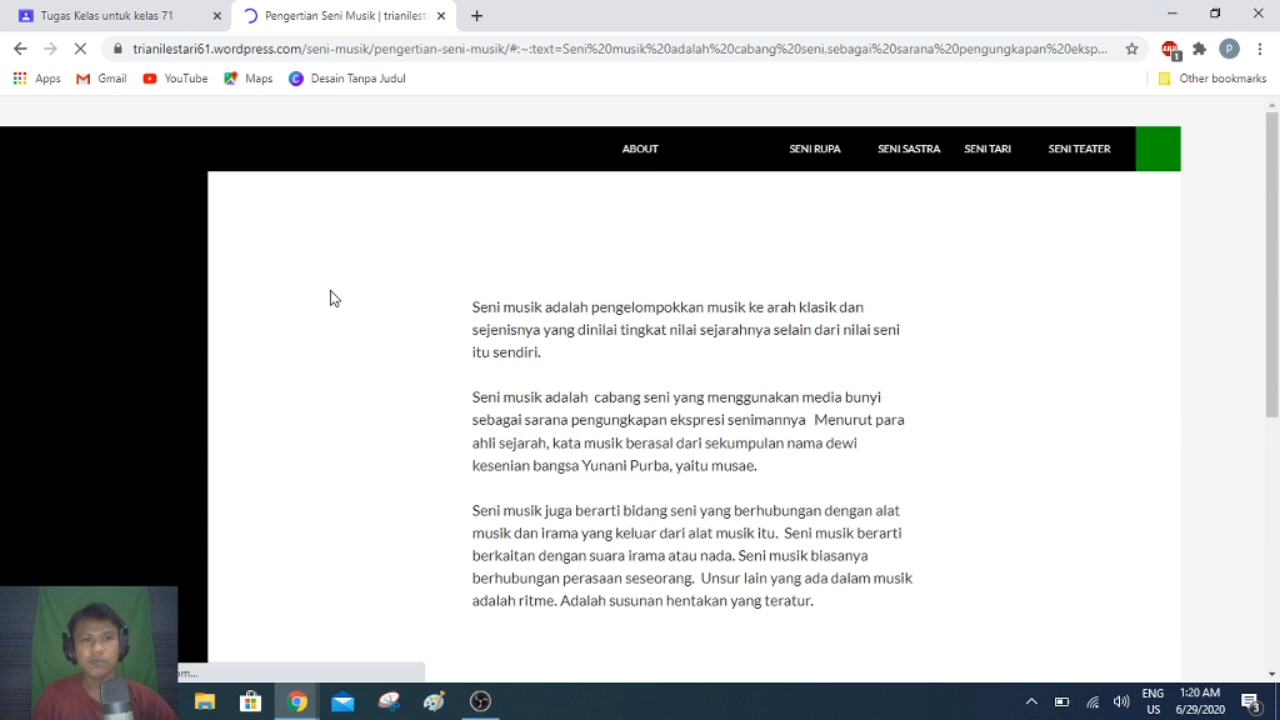 Tugas Kelas untuk kelas 71
Pengertian Seni Musik | trianilest
trianilestari61.wordpress.com/seni-musik/pengertian-seni-musik/#:~:text=Seni%20musik%20adalah%20cabang%20seni.sebagai%20sarana%20pengungkapan%20eksp...
1
P
Apps
Gmail
YouTube
Maps
C
Desain Tanpa Judul
Other bookmarks
ABOUT
SENI RUPA
SENI SASTRA
SENI TARI
SENI TEATER
Seni musik adalah pengelompokkan musik ke arah klasik dan
sejenisnya yang dinilai tingkat nilai sejarahnya selain dari nilai seni
itu sendiri.
Seni musik adalah  cabang seni yang menggunakan media bunyi
sebagai sarana pengungkapan ekspresi senimannya   Menurut para
ahli sejarah, kata musik berasal dari sekumpulan nama dewi
kesenian bangsa Yunani Purba, yaitu musae.
Seni musik juga berarti bidang seni yang berhubungan dengan alat
musik dan irama yang keluar dari alat musik itu.  Seni musik berarti
berkaitan dengan suara irama atau nada. Seni musik biasanya
berhubungan perasaan seseorang.  Unsur lain yang ada dalam musik
adalah ritme. Adalah susunan hentakan yang teratur.
om...
ENG
US
1:20 AM
6/29/2020
3